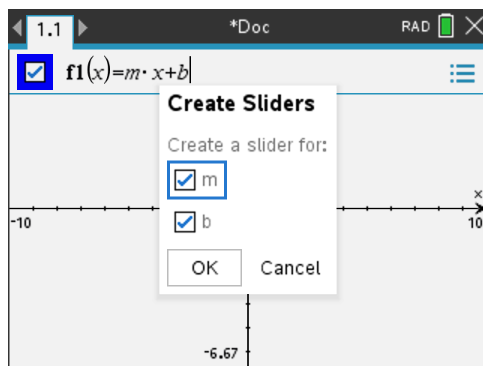 1.1 *Doc RAD
f1(x)=m· x+b
Create Sliders
Create a slider for:
m
b
OK Cancel
x
-10 10
-6.67